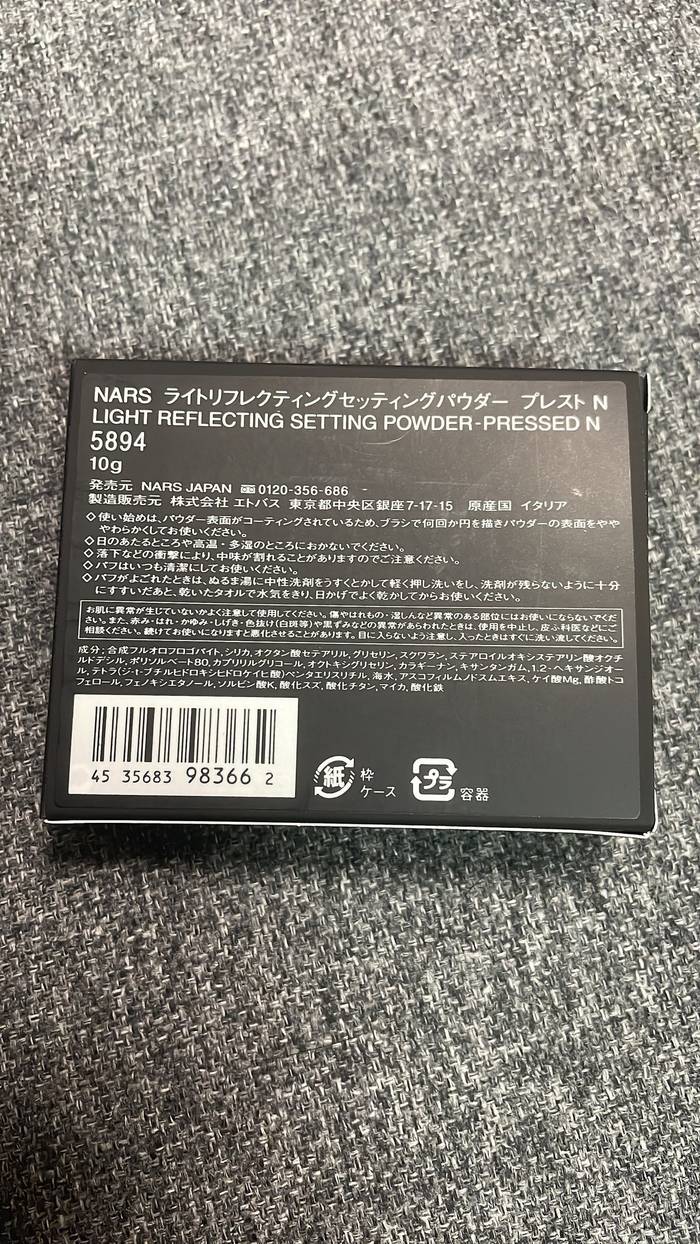 NARS ライトリフレクティングセッティングパウダー プレスト N
LIGHT REFLECTING SETTING POWDER-PRESSED N
5894
10g
発売元 NARS JAPAN 0120-356-686
製造販売元 株式会社 エトバス 東京都中央区銀座7-17-15 原産国 イタリア
◇使い始めは、パウダー表面がコーティングされているため、ブラシで何回か円を描きパウダーの表面をやや
やわらかくしてお使いください。
◇日のあたるところや高温・多湿のところにおかないでください。
◇落下などの衝撃により、中味が割れることがありますのでご注意ください。
◇パフはいつも清潔にしてお使いください。
◇パフがよごれたときは、ぬるま湯に中性洗剤をうすくとかして軽く押し洗いをし、洗剤が残らないように十分
にすすいだあと、乾いたタオルで水気をきり、日かげでよく乾かしてからお使いください。
お肌に異常が生じていないかよく注意して使用してください。傷やはれもの・湿しんなど異常のある部位にはお使いにならないでくだ
さい。また、赤み・はれ・かゆみ・しげき・色抜け(白斑等)や黒ずみなどの異常があらわれたときは、使用を中止し、皮ふ科医などにご
相談ください。続けてお使いになりますと悪化させることがあります。目に入らないよう注意し、入ったときはすぐに洗い流してください。
成分:合成フルオロフロゴパイト, シリカ, オクタン酸セテアリル, グリセリン, スクワラン, ステアロイルオキシステアリン酸オクチ
ルドデシル, ポリソルベート80, カプリリルグリコール, オクトキシグリセリン, カラギーナン, キサンタンガム, 1,2-ヘキサンジオー
ル, テトラ(ジ-t-ブチルヒドロキシヒドロケイヒ酸)ペンタエリスリチル, 海水, アスコフィルムノドスムエキス, ケイ酸Mg, 酢酸トコ
フェロール, フェノキシエタノール, ソルビン酸K, 酸化スズ, 酸化チタン, マイカ, 酸化鉄
45 35683 98366 2
紙 枠
ケース
プラ 容器